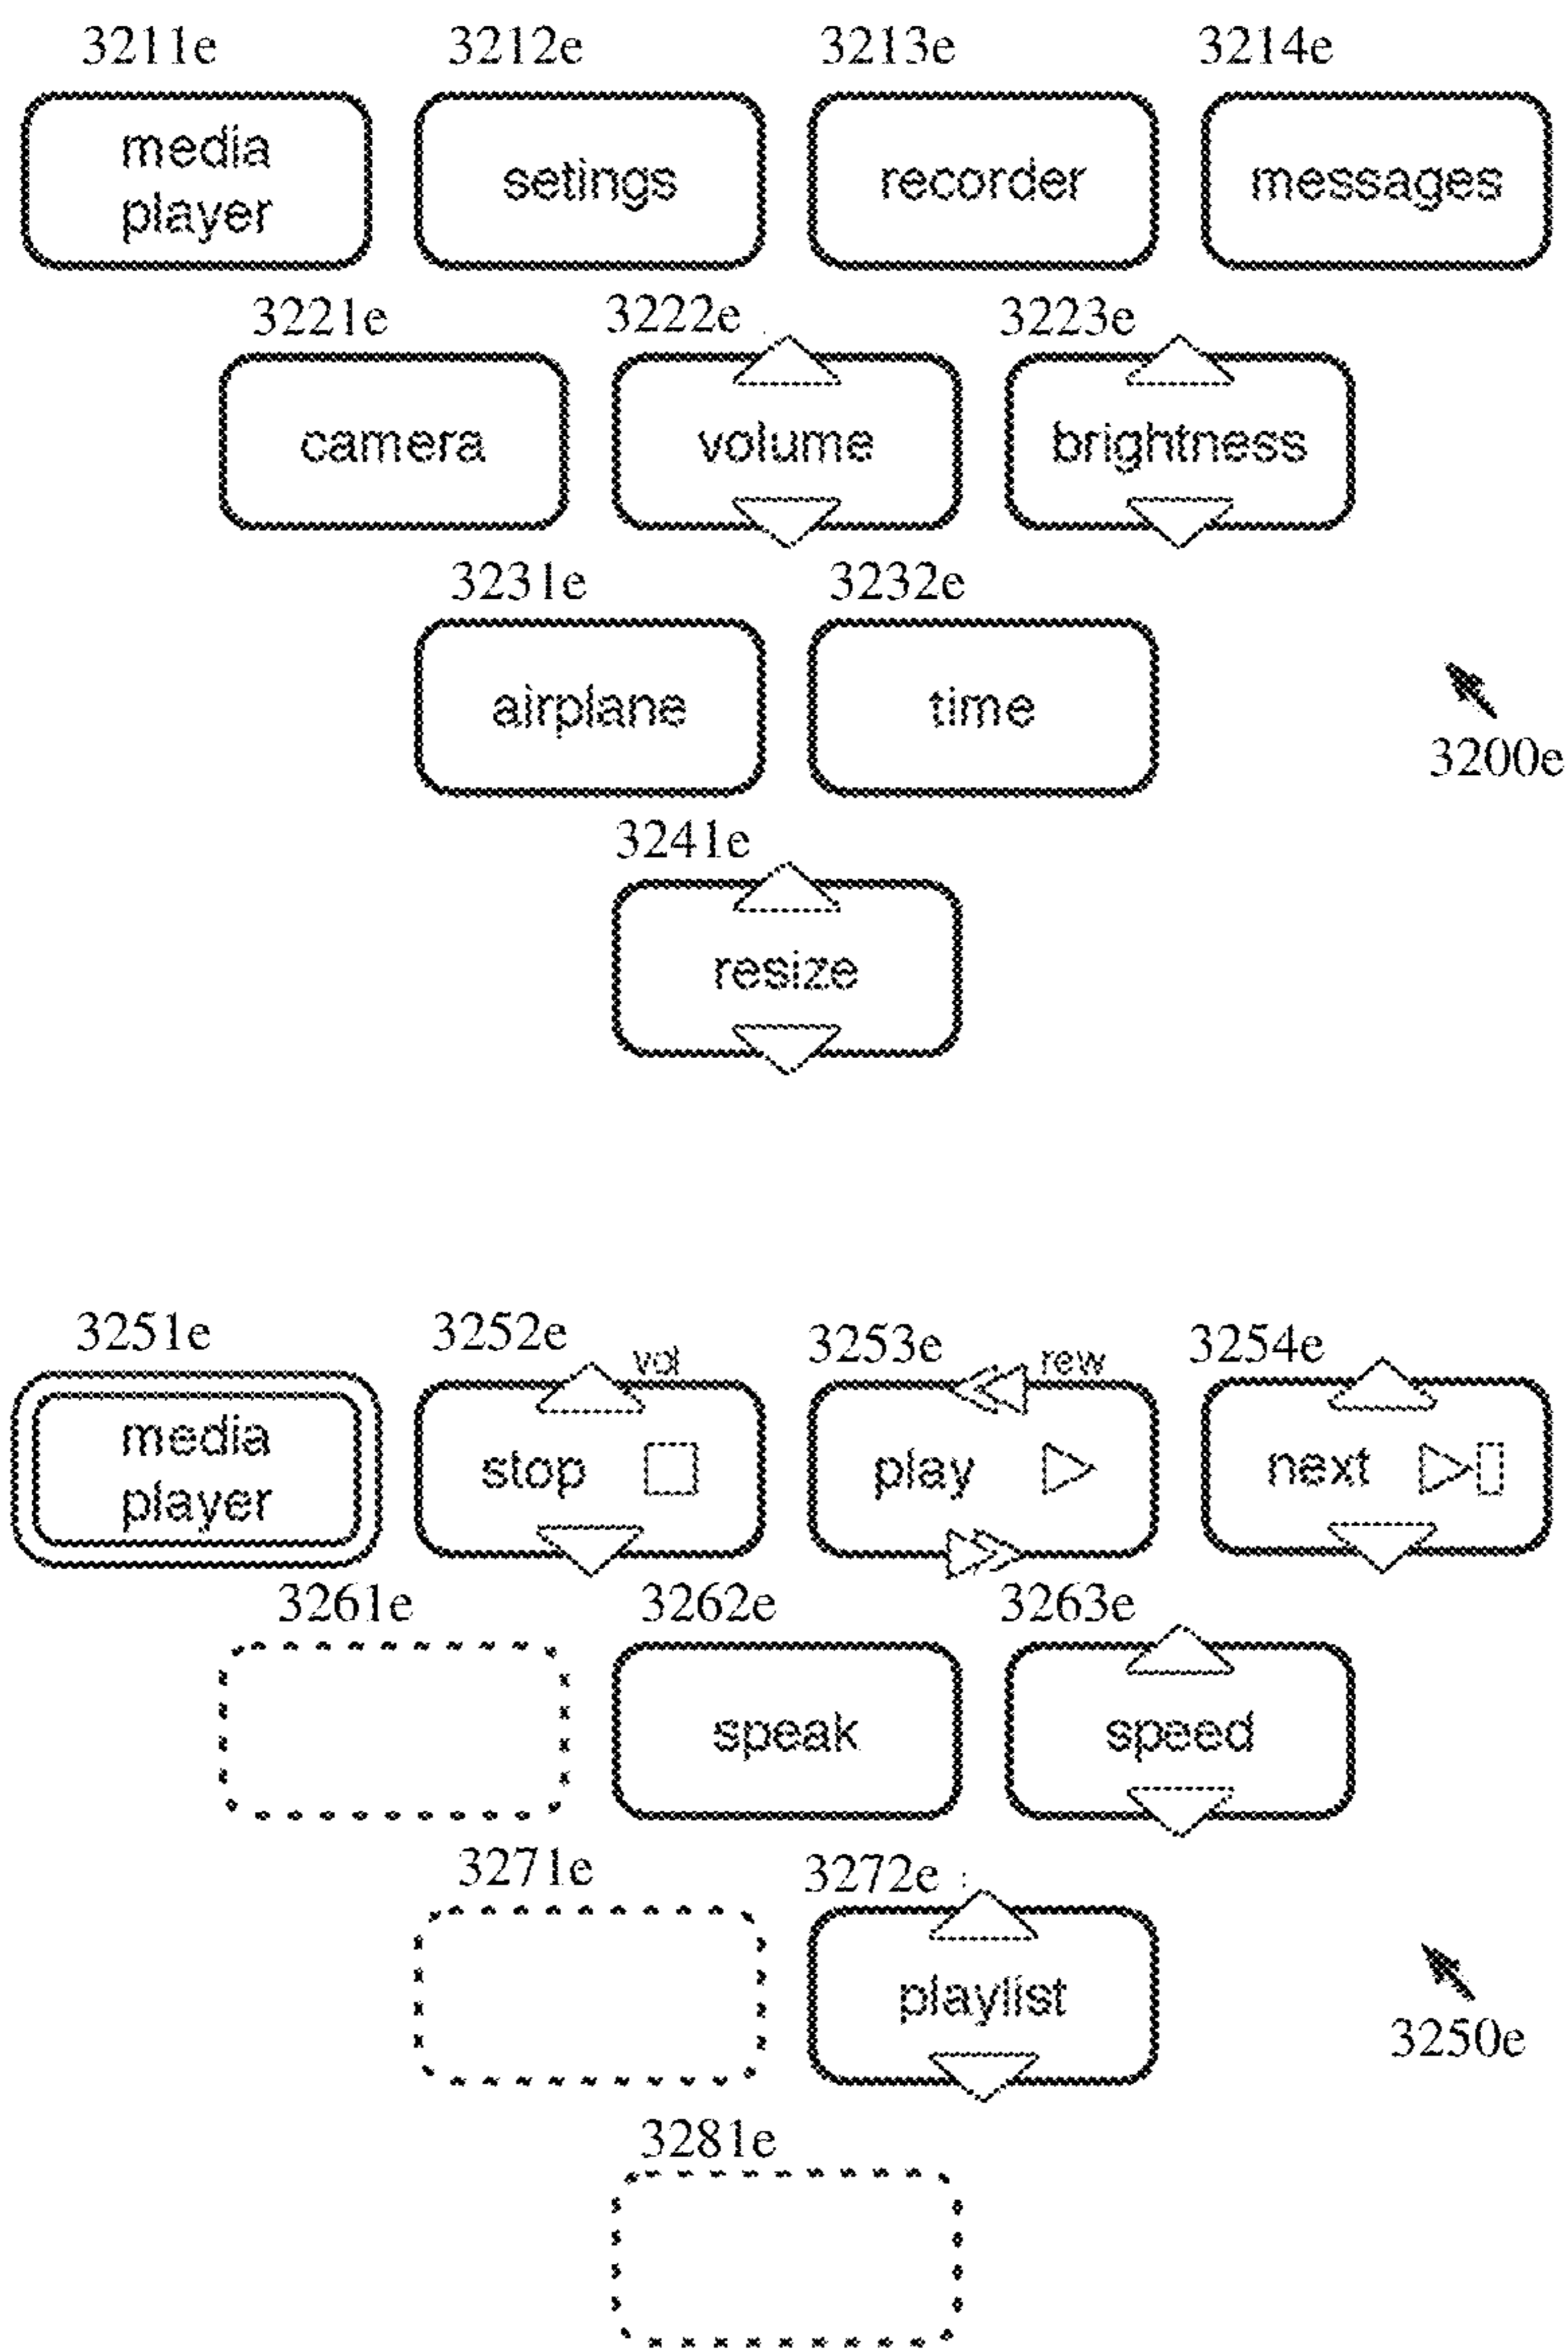 3211e 3212e 3213e 3214e
media player setings recorder messages
3221e 3222e 3223e
camera volume brightness
3231e 3232e
airplane time
3200e
3241e
resize
3251e 3252e 3253e 3254e
vol rew
media player stop play next
3261e 3262e 3263e
speak speed
3271e 3272e
playlist
3250e
3281e